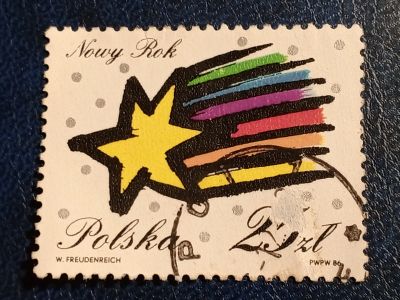 Nowy Rok
Polska 25 zł
W. FREUDENREICH PWPW 86